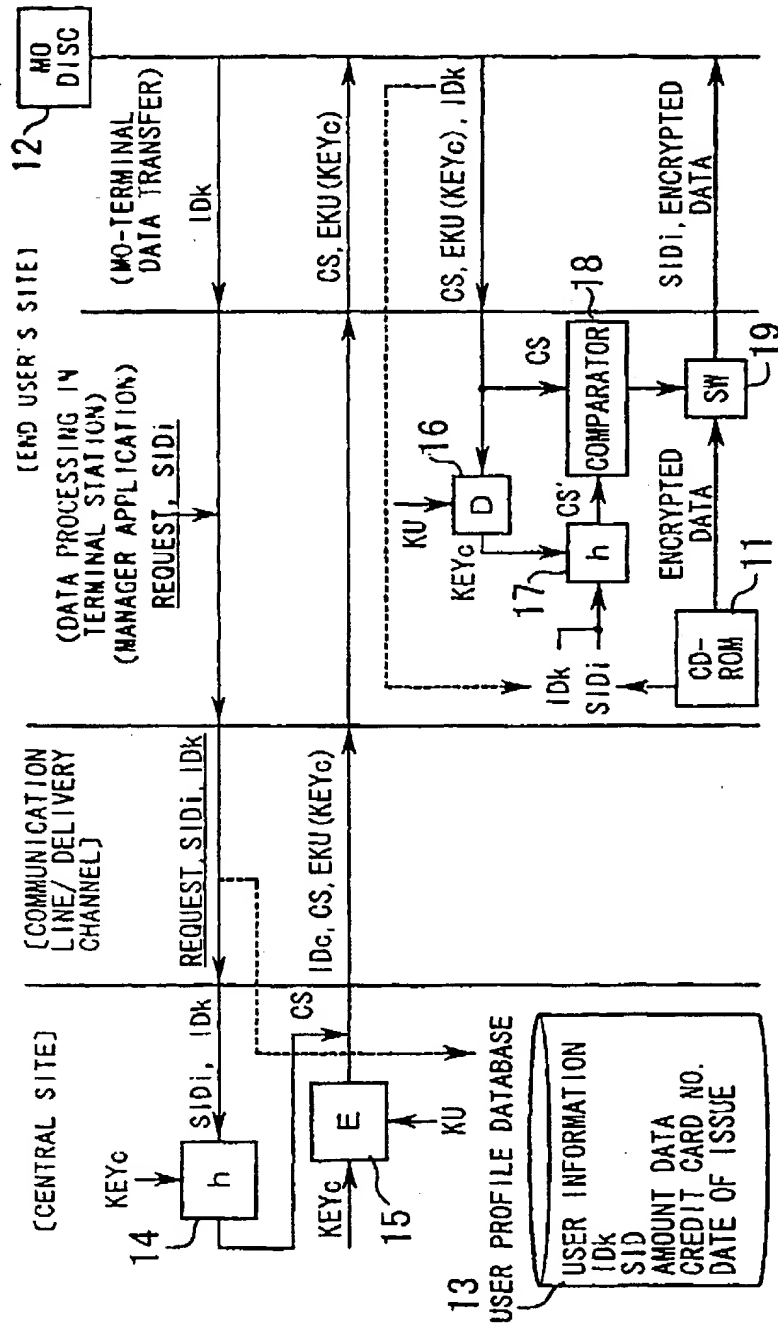 [CENTRAL SITE]
[COMMUNICATION
LINE/ DELIVERY
CHANNEL]
[END USER'S SITE]
(DATA PROCESSING IN
TERMINAL STATION)
(MANAGER APPLICATION)
REQUEST, SIDi
(MO-TERMINAL
DATA TRANSFER)
12
MO
DISC
KEYc
14
h
SIDi, IDk
REQUEST, SIDi, IDk
IDk
CS
KEYc
E
15
KU
IDc, CS, EKU(KEYc)
CS, EKU(KEYc)
13
USER PROFILE DATABASE
USER INFORMATION
IDk
SID
AMOUNT DATA
CREDIT CARD NO.
DATE OF ISSUE
CS, EKU(KEYc), IDk
KU
D
16
KEYc
CS
IDk
SIDi
17
h
CS'
COMPARATOR
18
CD-
ROM
11
ENCRYPTED
DATA
SW
19
SIDi, ENCRYPTED
DATA